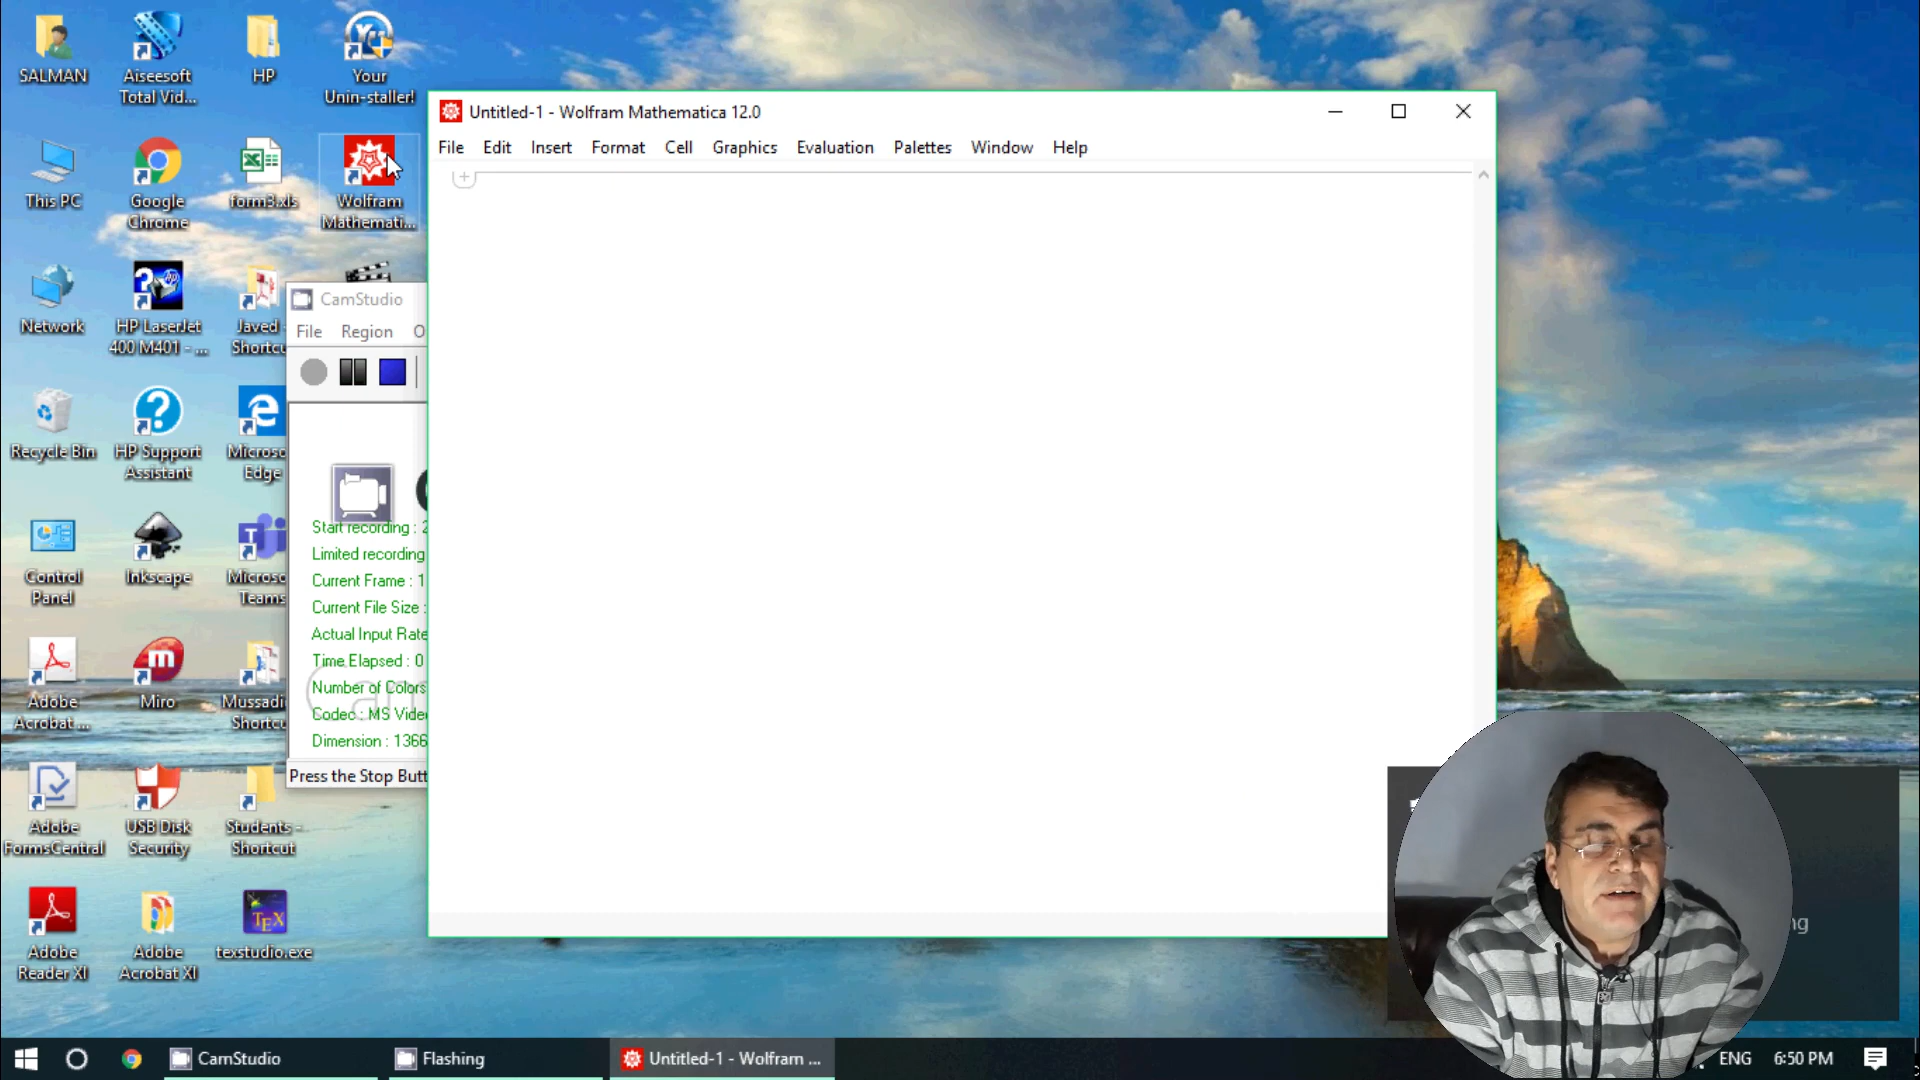 SALMAN
Aiseesoft
Total Vid...
HP
Your
Unin-staller!
This PC
Google
Chrome
form3.xls
Wolfram
Mathemati...
Network
HP LaserJet
400 M401 - ...
Javed -
Shortcu
Recycle Bin
HP Support
Assistant
Microso
Edge
Control
Panel
Inkscape
Microso
Teams
Adobe
Acrobat ...
Miro
Mussadi
Shortcu
Adobe
FormsCentral
USB Disk
Security
Students -
Shortcut
Adobe
Reader XI
Adobe
Acrobat XI
TEX
texstudio.exe
CamStudio
File Region O
Start recording : 2
Limited recording
Current Frame : 1
Current File Size :
Actual Input Rate
Time Elapsed : 0
Number of Colors
Codec : MS Vide
Dimension : 1366
Press the Stop Butt
Untitled-1 - Wolfram Mathematica 12.0
File Edit Insert Format Cell Graphics Evaluation Palettes Window Help
ng
CamStudio
Flashing
Untitled-1 - Wolfram ...
ENG 6:50 PM